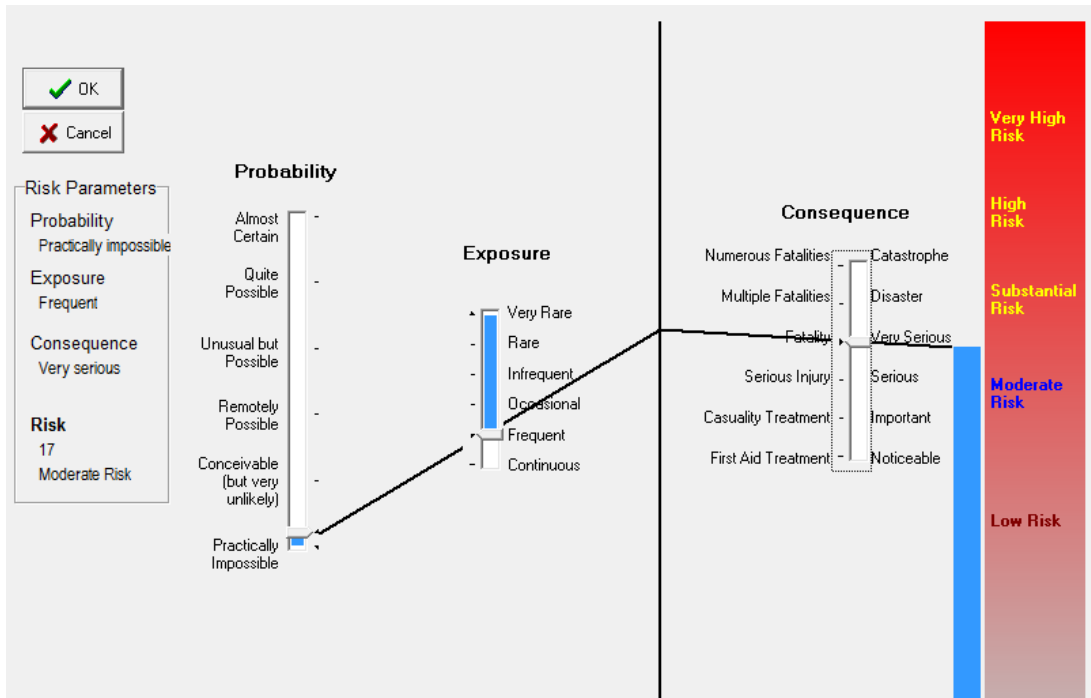 OK
Cancel
Risk Parameters
Probability
Practically impossible
Exposure
Frequent
Consequence
Very serious
Risk
17
Moderate Risk
Probability
Almost
Certain
Quite
Possible
Unusual but
Possible
Remotely
Possible
Conceivable
(but very
unlikely)
Practically
Impossible
Exposure
Very Rare
Rare
Infrequent
Occasional
Frequent
Continuous
Consequence
Numerous Fatalities Catastrophe
Multiple Fatalities Disaster
Fatality Very Serious
Serious Injury Serious
Casuality Treatment Important
First Aid Treatment Noticeable
Very High
Risk
High
Risk
Substantial
Risk
Moderate
Risk
Low Risk